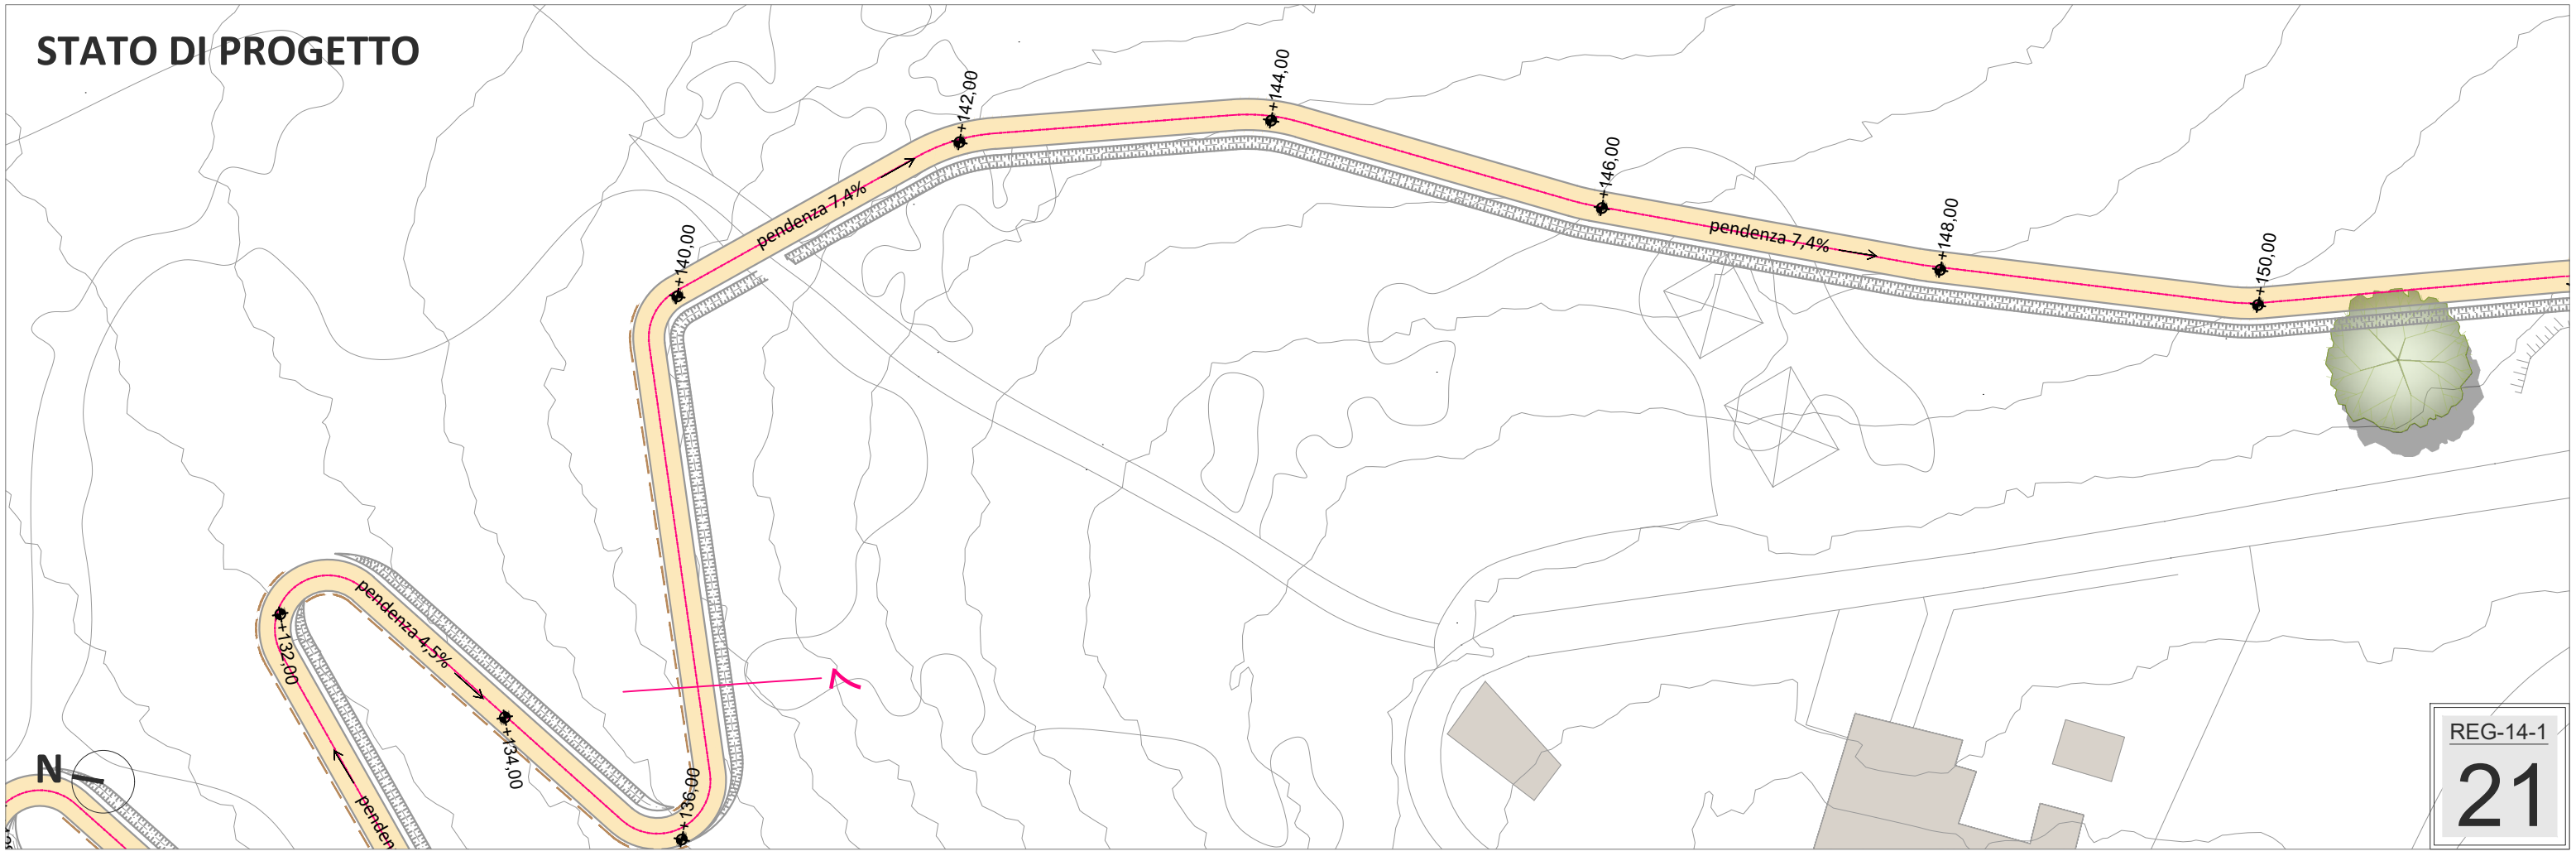 STATO DI PROGETTO
+142,00
+144,00
+146,00
+148,00
+150,00
+140,00
pendenza 7,4%
pendenza 7,4%
+132,00
pendenza 4,5%
+134,00
+136,00
N
REG-14-1
21